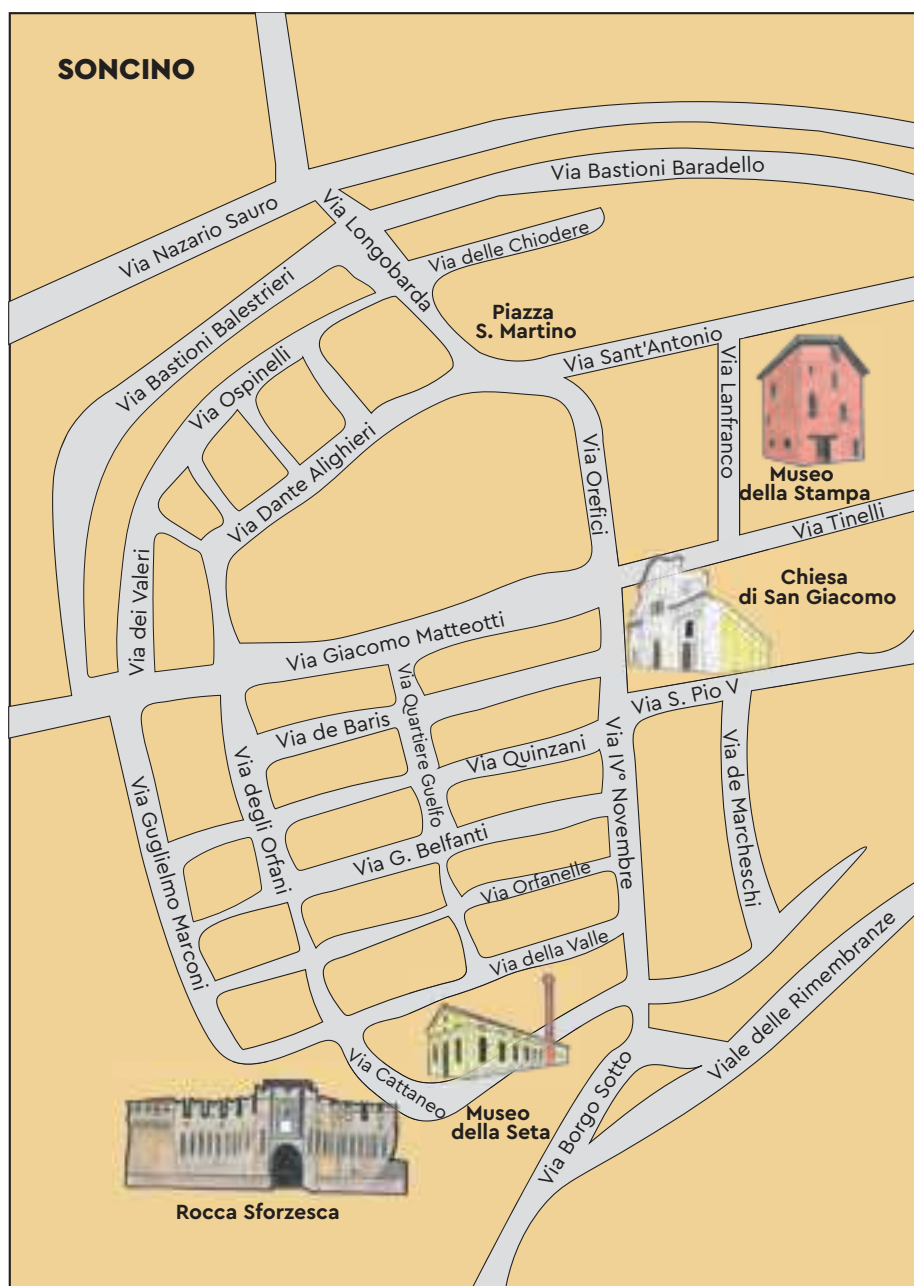 SONCINO
Via Bastioni Baradello
Via Nazario Sauro
Via Longobarda
Via delle Chiodere
Via Bastioni Balestrieri
Piazza
S. Martino
Via Sant'Antonio
Via Ospinelli
Via Lanfranco
Via Dante Alighieri
Via Orefici
Museo
della Stampa
Via Tinelli
Via dei Valeri
Chiesa
di San Giacomo
Via Giacomo Matteotti
Via Quartiere Guelfo
Via S. Pio V
Via de Baris
Via Quinzani
Via IV° Novembre
Via de Marcheschi
Via degli Orfani
Via Guglielmo Marconi
Via G. Belfanti
Via Orfanelle
Via della Valle
Viale delle Rimembranze
Via Cattaneo
Museo
della Seta
Via Borgo Sotto
Rocca Sforzesca